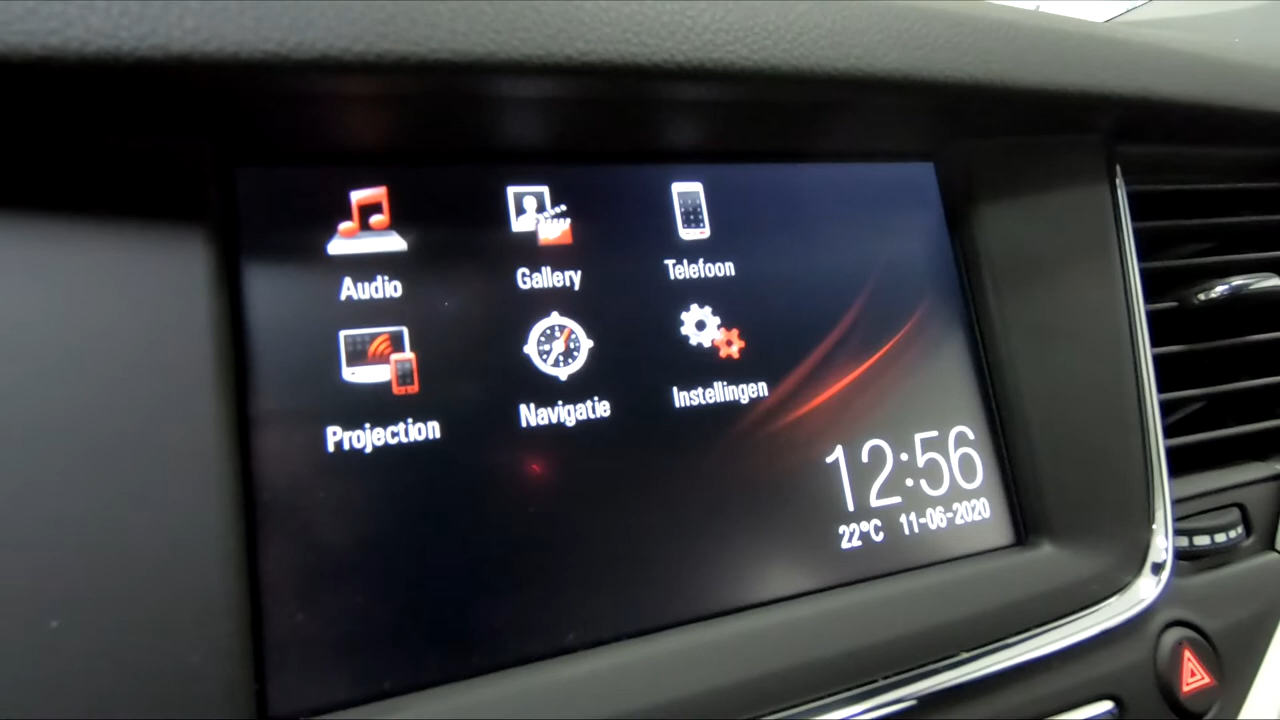 Audio
Gallery
Telefoon
Projection
Navigatie
Instellingen
12:56
22°C 11-06-2020